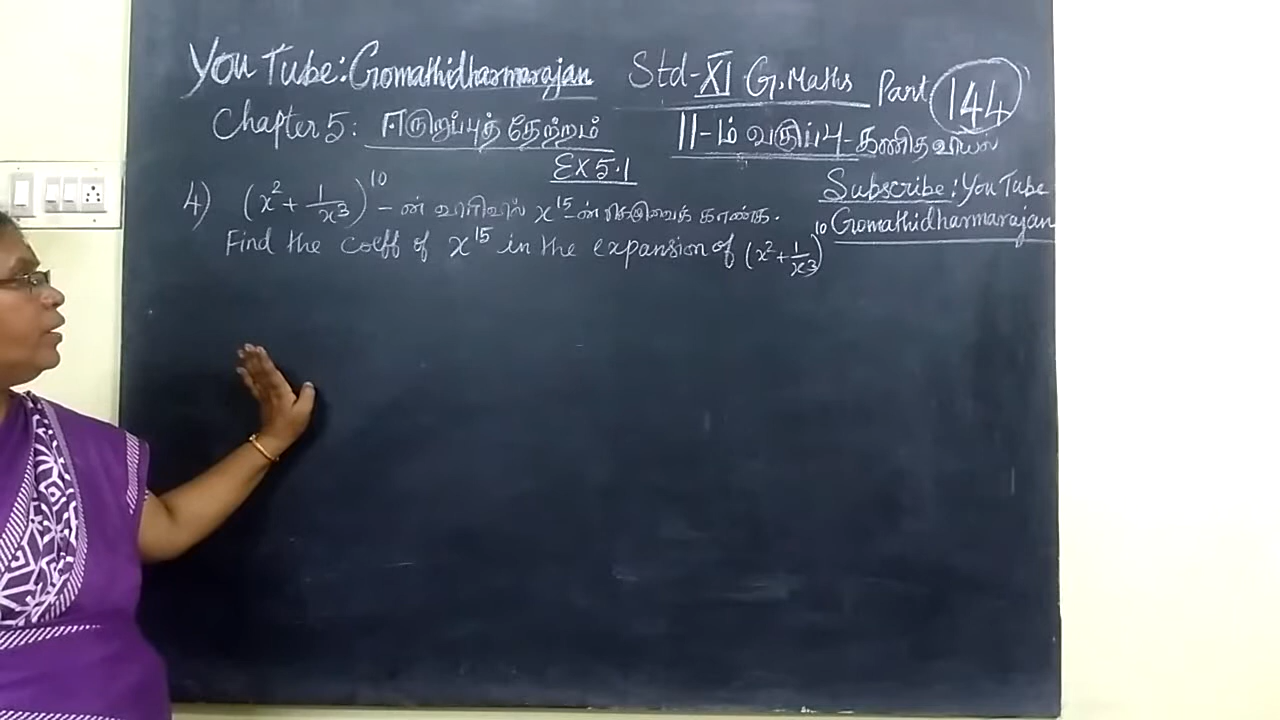 YouTube: Gomathidharmarajan Std-XI G.Maths Part 144
Chapter 5: ஈருறுப்புத் தேற்றம் 11-ம் வகுப்பு - கணிதவியல்
EX 5.1
Subscribe: YouTube
Gomathidharmarajan
4) (x² + 1/x³)¹⁰ - ன் விரிவில் x¹⁵-ன் கெழுவைக் காண்க.
Find the coeff of x¹⁵ in the expansion of (x² + 1/x³)¹⁰